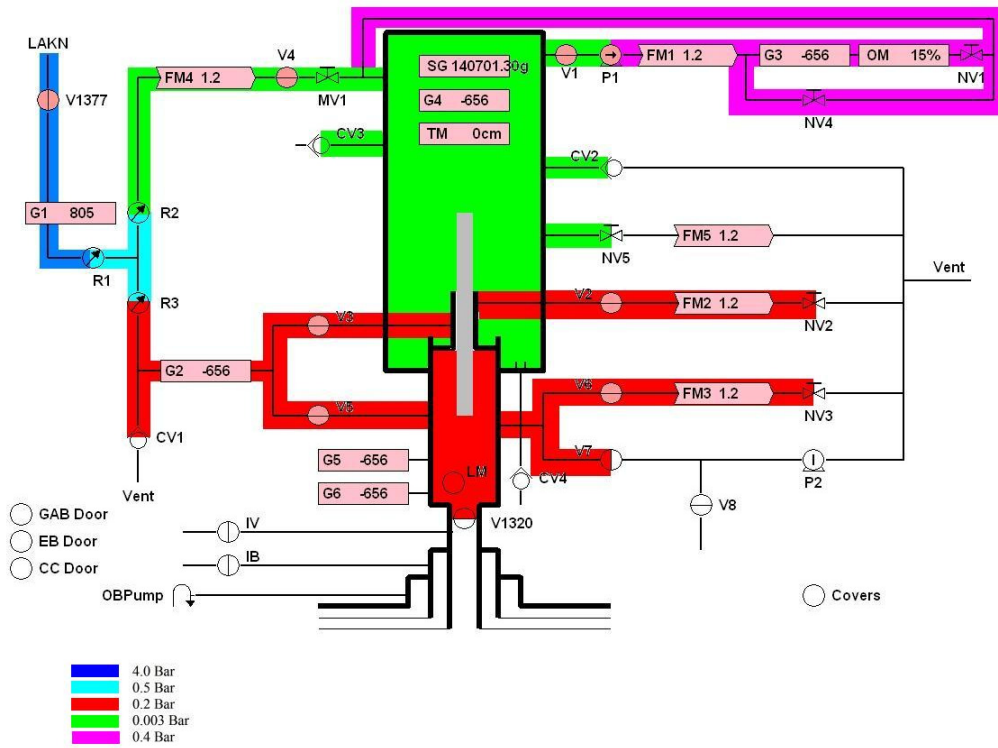 LAKN
V1377
G1 805
R1
R2
R3
FM4 1.2
V4
MV1
SG 140701.30g
G4 -656
TM 0cm
CV3
V1
P1
FM1 1.2
G3 -656
OM 15%
NV1
NV4
CV2
NV5
FM5 1.2
Vent
V2
FM2 1.2
NV2
V3
G2 -656
V5
V6
FM3 1.2
NV3
V7
P2
V8
CV1
Vent
G5 -656
G6 -656
LM
CV4
V1320
GAB Door
EB Door
CC Door
IV
IB
OBPump
Covers
4.0 Bar
0.5 Bar
0.2 Bar
0.003 Bar
0.4 Bar